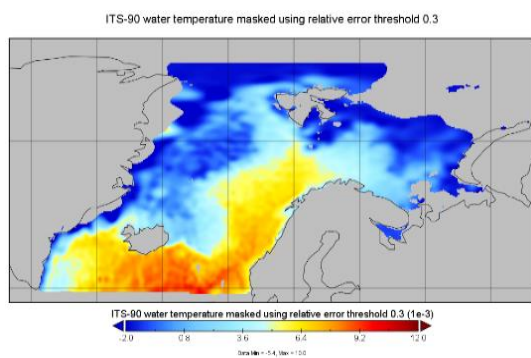 ITS-90 water temperature masked using relative error threshold 0.3
ITS-90 water temperature masked using relative error threshold 0.3 (1e-3)
-2.0 0.8 3.6 6.4 9.2 12.0
Data Min = -5.4, Max = 10.0